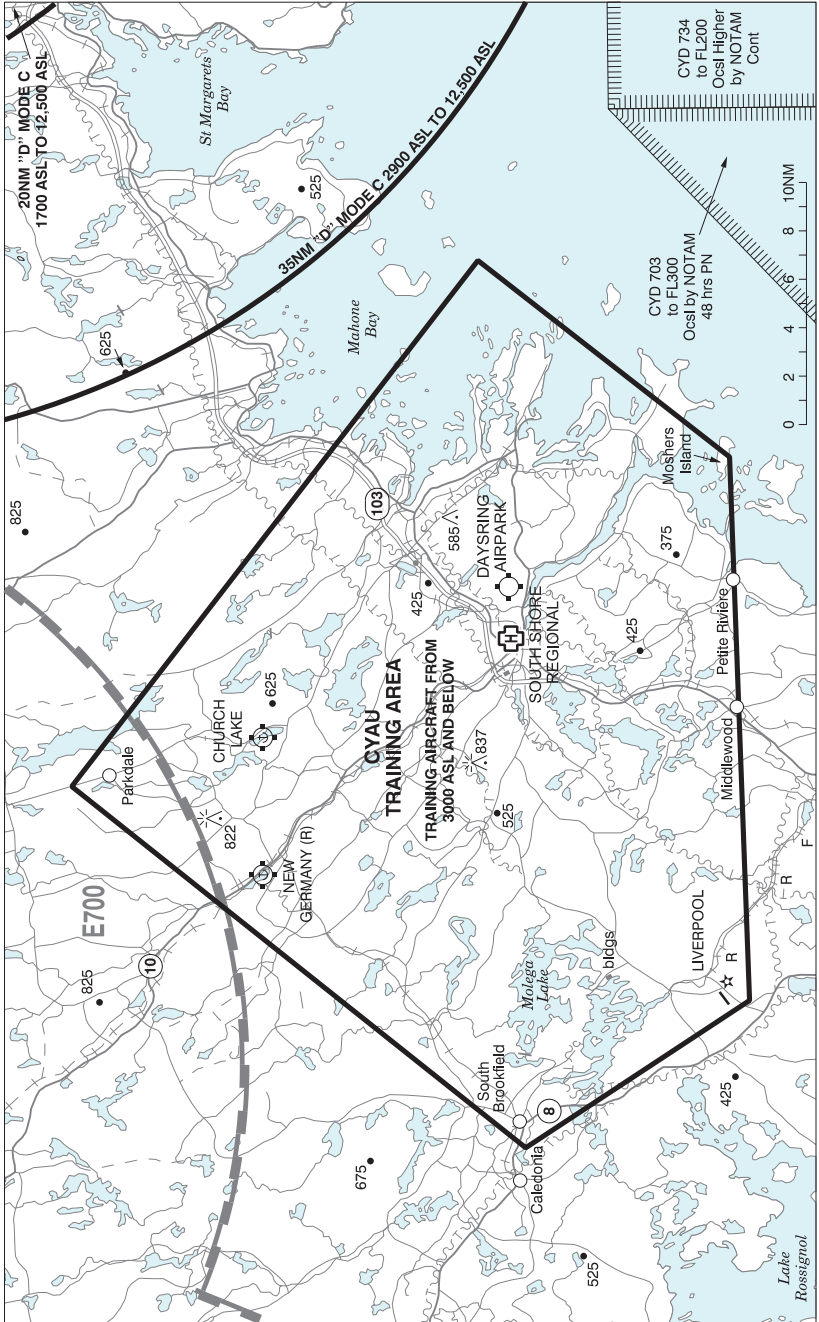 20NM "D" MODE C
1700 ASL TO 12,500 ASL
St Margarets
Bay
525
35NM "D" MODE C 2900 ASL TO 12,500 ASL
625
Mahone
Bay
CYD 734
to FL200
Ocsl Higher
by NOTAM
Cont
CYD 703
to FL300
Ocsl by NOTAM
48 hrs PN
0 2 4 6 8 10NM
825
E700
10
825
Parkdale
822
CHURCH
LAKE
625
NEW
GERMANY (R)
103
425
585
DAYSRING
AIRPARK
H
SOUTH SHORE
REGIONAL
CYAU
TRAINING AREA
TRAINING AIRCRAFT FROM
3000 ASL AND BELOW
837
525
Moshers
Island
375
425
Petite Rivière
Middlewood
bldgs
Molega
Lake
LIVERPOOL
R
R
F
South
Brookfield
8
Caledonia
675
425
525
Lake
Rossignol